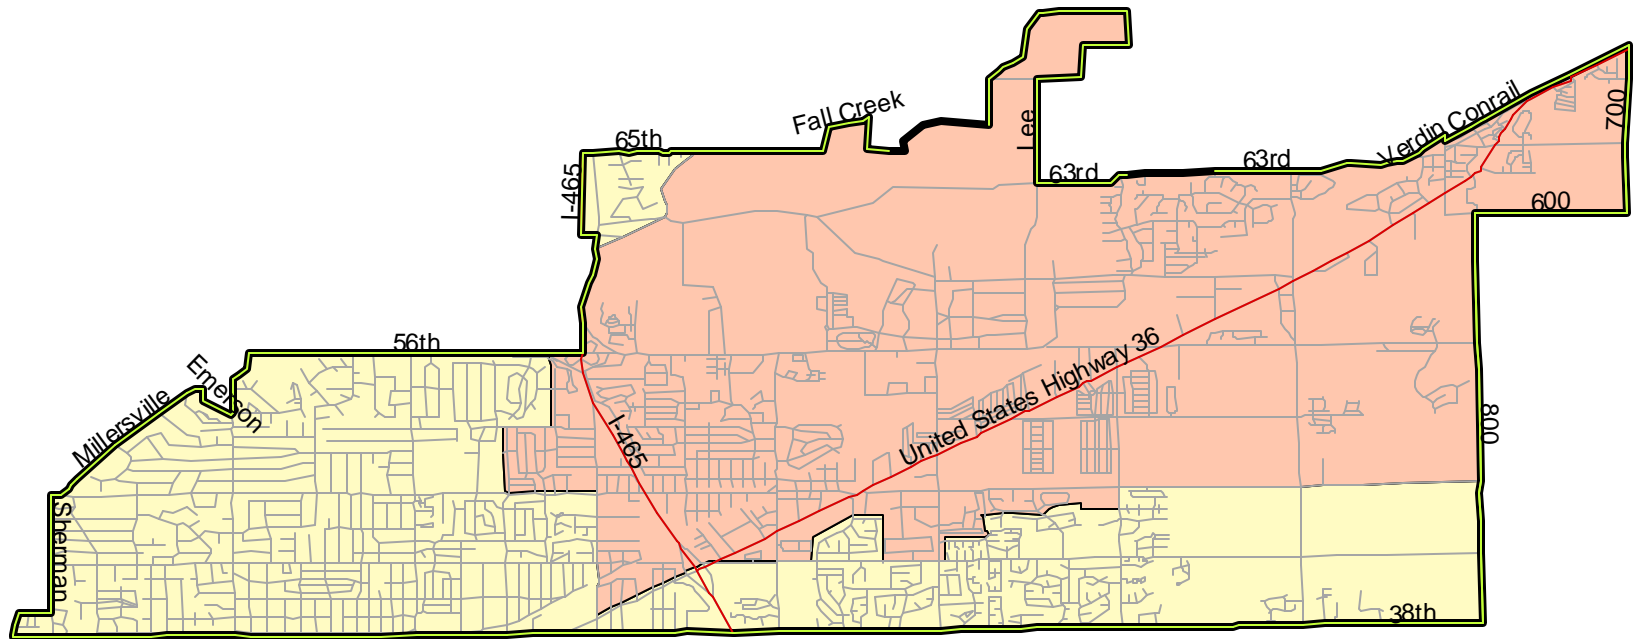 Fall Creek
65th
Lee
63rd
63rd
Verdin Conrail
700
I-465
600
56th
Emerson
Millersville
United States Highway 36
I-465
800
Sherman
38th